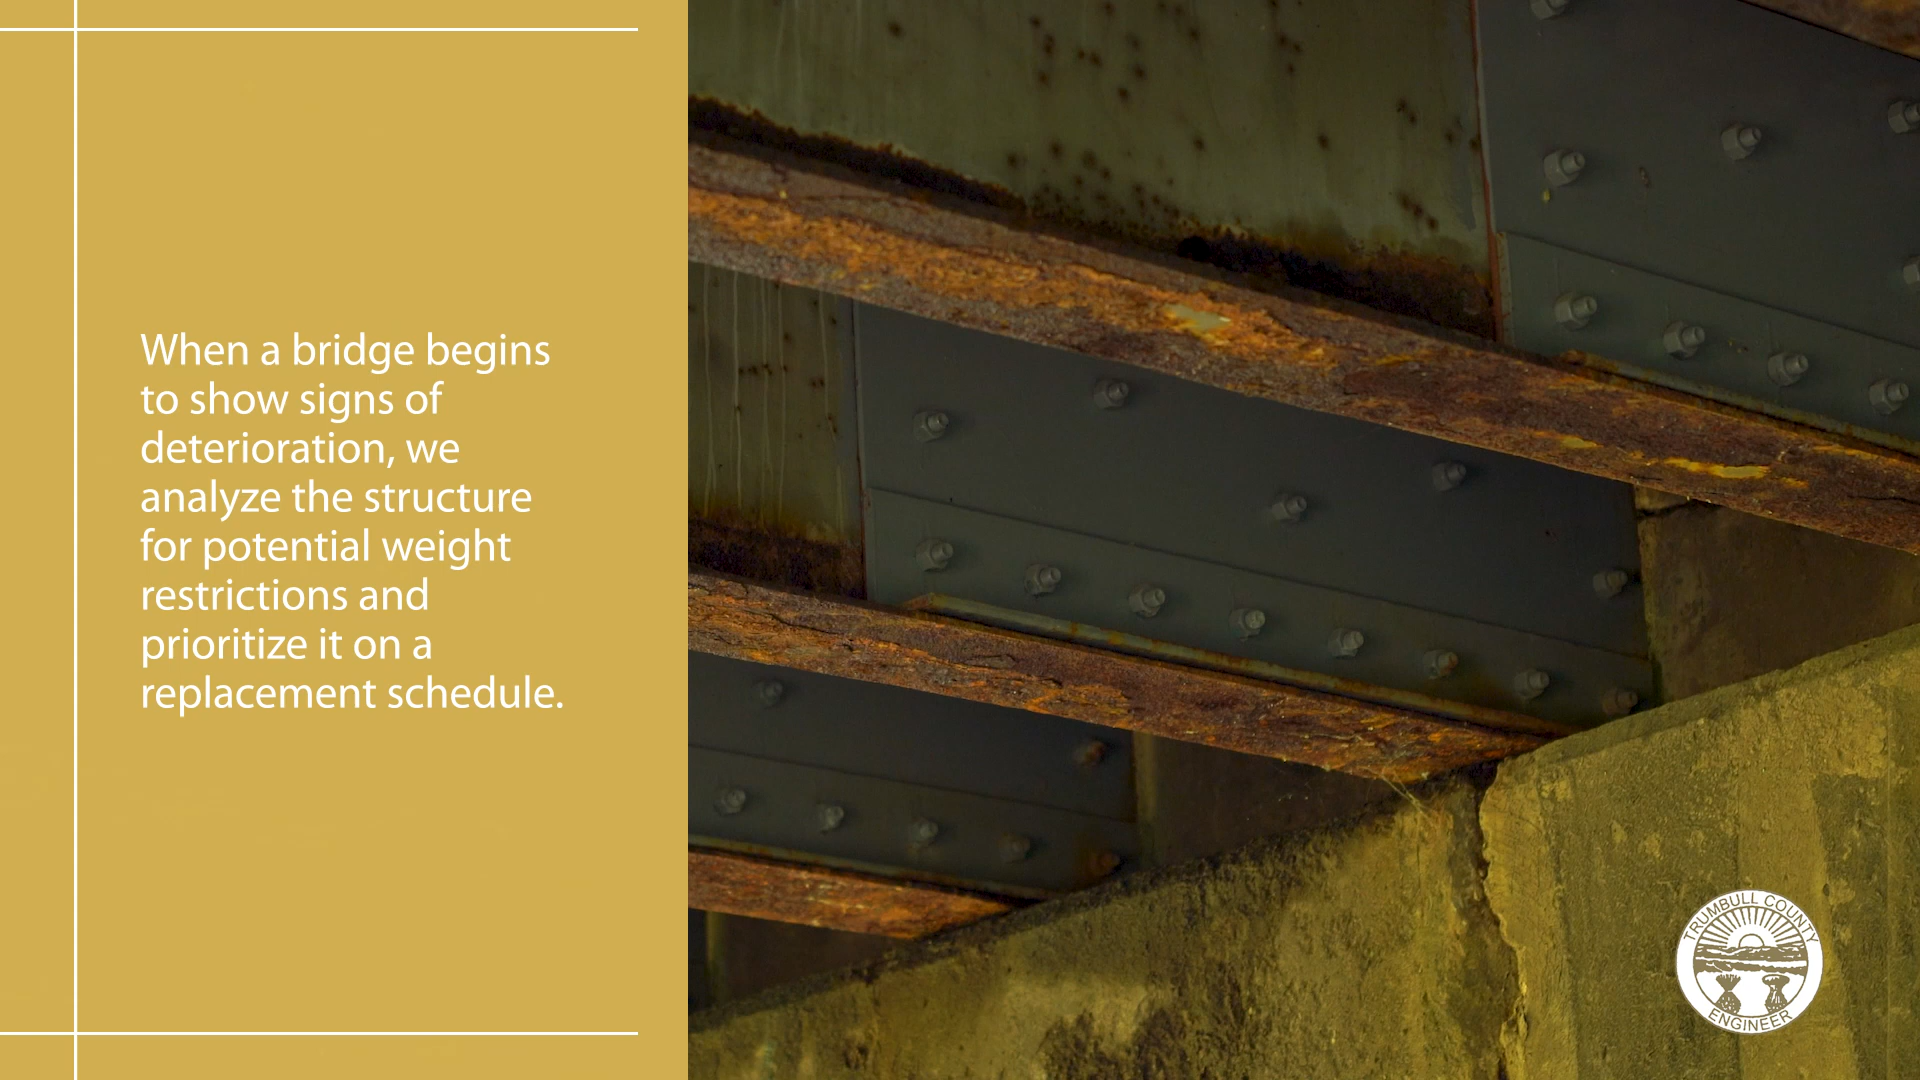 When a bridge begins
to show signs of
deterioration, we
analyze the structure
for potential weight
restrictions and
prioritize it on a
replacement schedule.
TRUMBULL COUNTY
ENGINEER